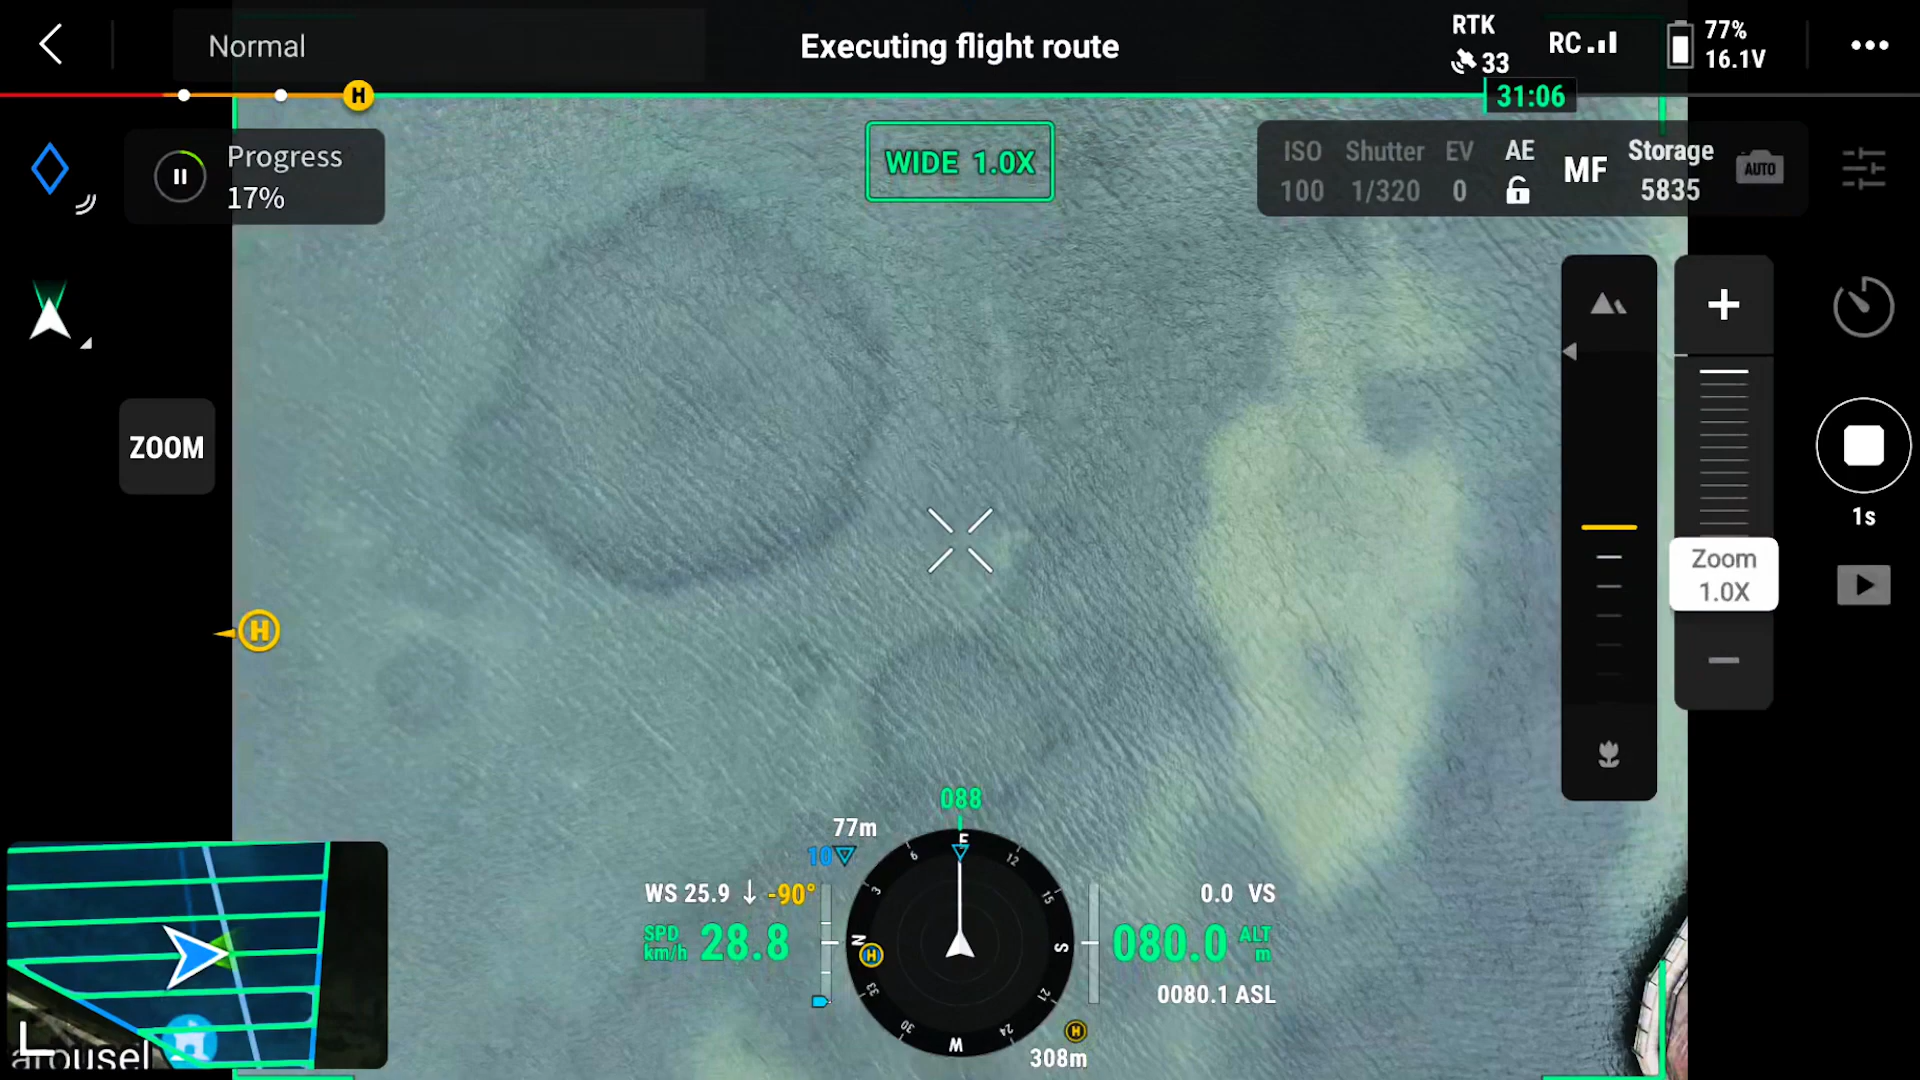 Normal
Executing flight route
RTK
33
RC
77%
16.1V
H
31:06
Progress
17%
WIDE 1.0X
ISO
100
Shutter
1/320
EV
0
AE
MF
Storage
5835
AUTO
ZOOM
1s
Zoom
1.0X
H
088
77m
10
WS 25.9
-90°
SPD
km/h
28.8
E
6
12
3
15
N
S
H
33
21
30
24
W
0.0 VS
080.0
ALT
m
0080.1 ASL
H
308m
arousel